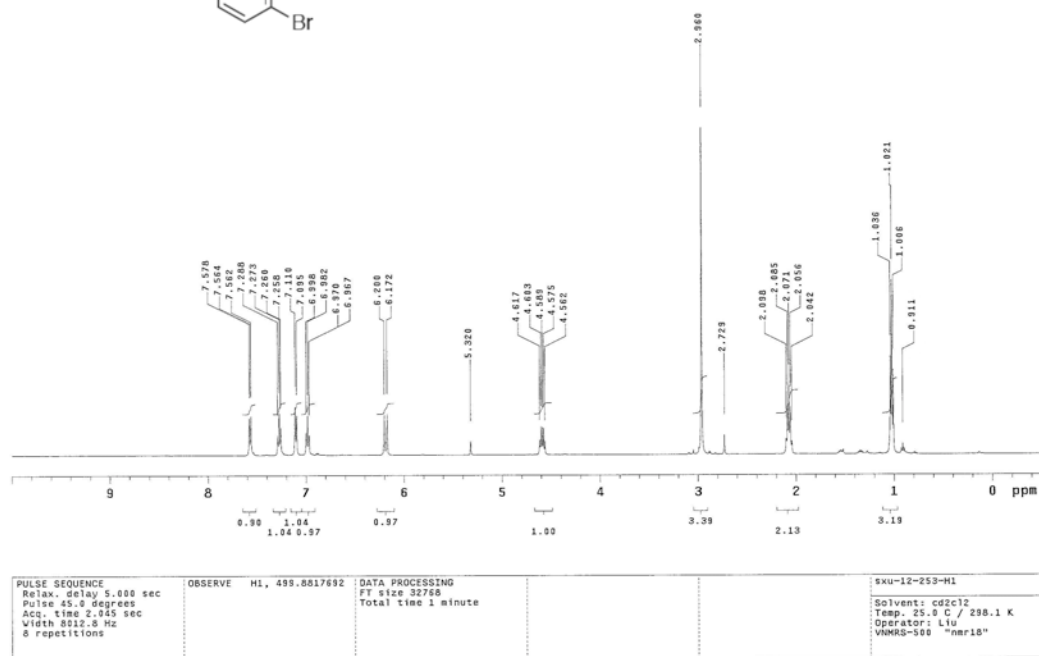 Br
2.960
1.021
1.036
1.006
7.578
7.564
7.562
7.288
7.273
7.260
7.258
7.110
7.095
6.998
6.982
6.970
6.967
6.200
6.172
5.320
4.617
4.603
4.589
4.575
4.562
2.729
2.098
2.085
2.071
2.056
2.042
0.911
9 8 7 6 5 4 3 2 1 0 ppm
0.90 1.04 0.97 1.00 3.39 2.13 3.19
1.04 0.97
PULSE SEQUENCE
Relax. delay 5.000 sec
Pulse 45.0 degrees
Acq. time 2.045 sec
Width 8012.8 Hz
8 repetitions
OBSERVE H1, 499.8817692
DATA PROCESSING
FT size 32768
Total time 1 minute
sxu-12-253-H1
Solvent: cd2cl2
Temp. 25.0 C / 298.1 K
Operator: Liu
VNMRS-500 "nmr18"